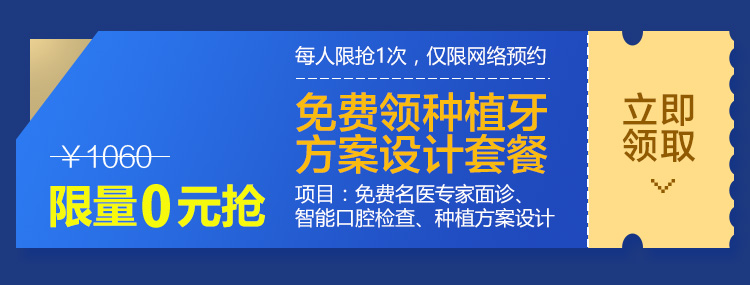 每人限抢1次，仅限网络预约
免费领种植牙
方案设计套餐
￥1060
限量0元抢
项目：免费名医专家面诊、
智能口腔检查、种植方案设计
立即
领取